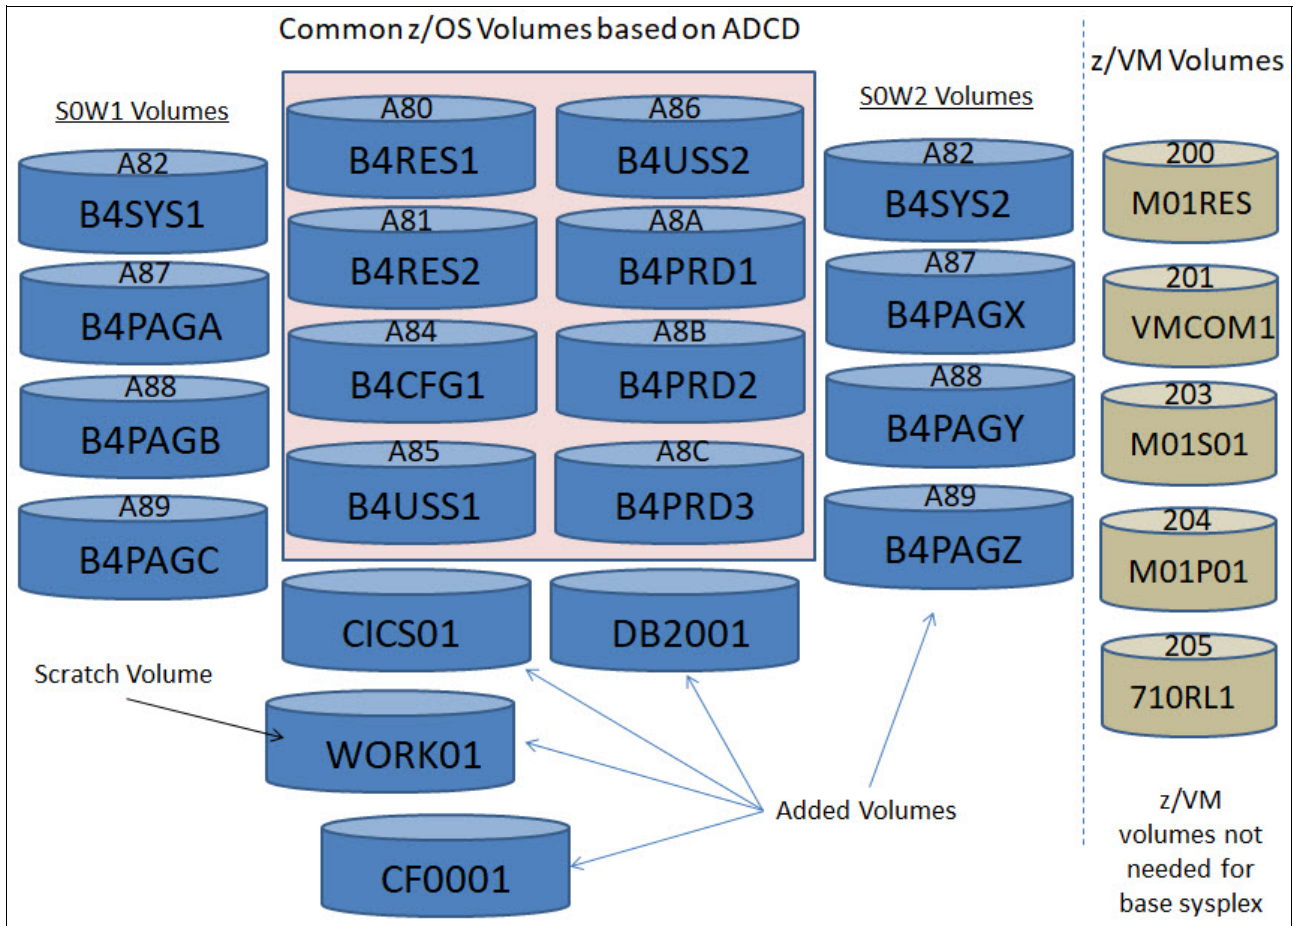 Common z/OS Volumes based on ADCD
z/VM Volumes
S0W1 Volumes
A82
B4SYS1
A87
B4PAGA
A88
B4PAGB
A89
B4PAGC
A80
B4RES1
A81
B4RES2
A84
B4CFG1
A85
B4USS1
A86
B4USS2
A8A
B4PRD1
A8B
B4PRD2
A8C
B4PRD3
S0W2 Volumes
A82
B4SYS2
A87
B4PAGX
A88
B4PAGY
A89
B4PAGZ
200
M01RES
201
VMCOM1
203
M01S01
204
M01P01
205
710RL1
CICS01
DB2001
Scratch Volume
WORK01
CF0001
Added Volumes
z/VM
volumes not
needed for
base sysplex